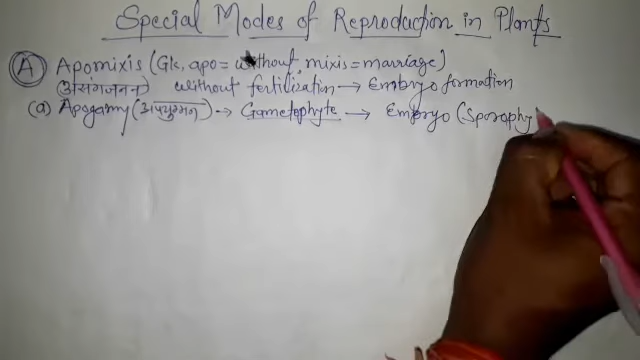 Special Modes of Reproduction in Plants
(A) Apomixis (Gk, apo = without, mixis = marriage)
(असंगजनन) without fertilization → Embryo formation
(a) Apogamy (अपयुग्मन) → Gametophyte → Embryo (Sporophy